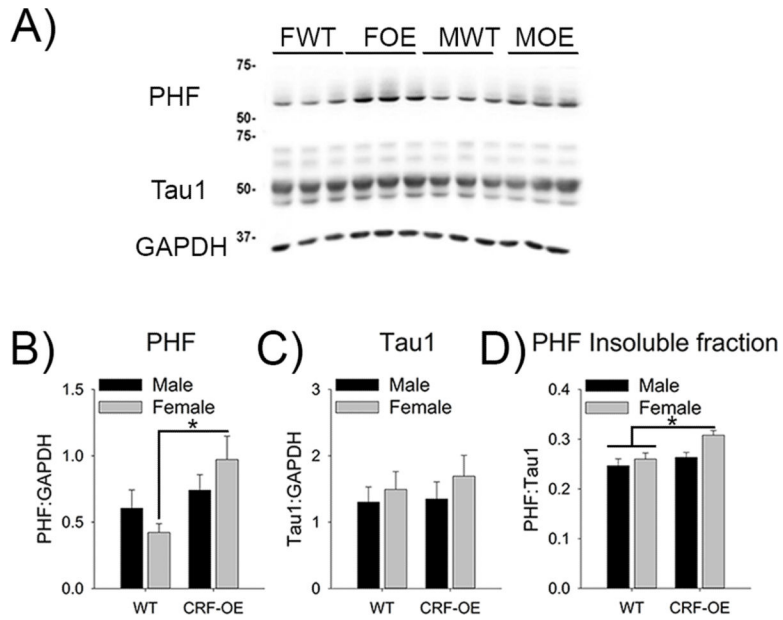 A)
FWT FOE MWT MOE
75-
PHF
50-
75-
Tau1 50-
37-
GAPDH
B) PHF
1.5
1.0
0.5
0.0
PHF:GAPDH
Male
Female
*
WT CRF-OE
C) Tau1
3
2
1
0
Tau1:GAPDH
Male
Female
WT CRF-OE
D) PHF Insoluble fraction
0.4
0.3
0.2
0.1
0.0
PHF:Tau1
Male
Female
*
WT CRF-OE